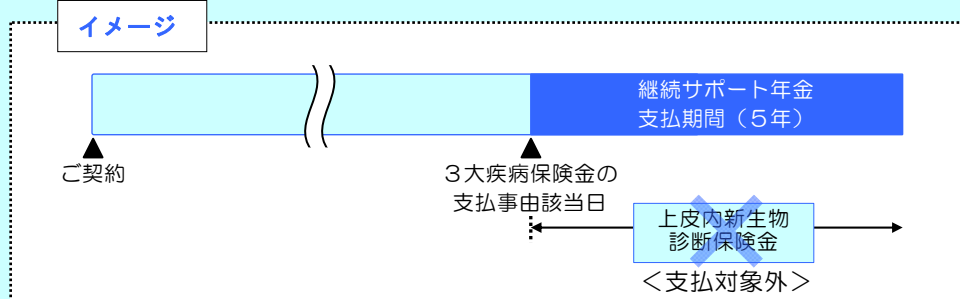 イメージ
継続サポート年金
支払期間（5年）
ご契約
3大疾病保険金の
支払事由該当日
上皮内新生物
診断保険金
＜支払対象外＞